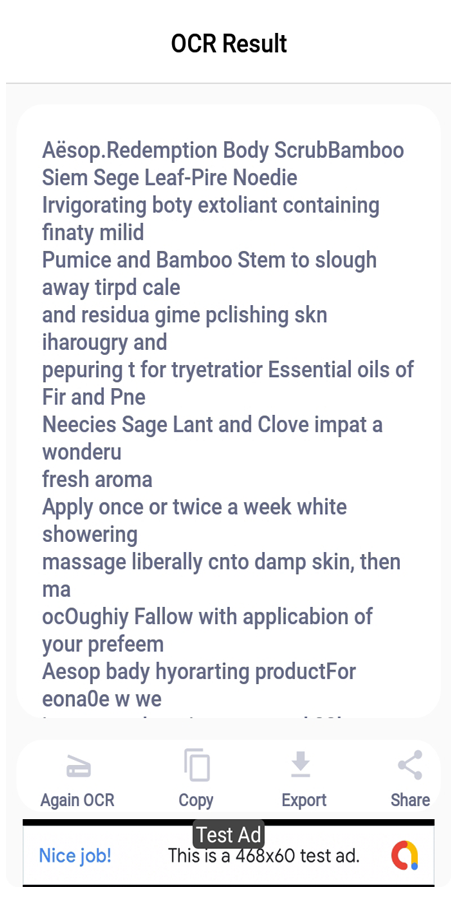 OCR Result
Aësop.Redemption Body ScrubBamboo
Siem Sege Leaf-Pire Noedie
Irvigorating boty extoliant containing
finaty milid
Pumice and Bamboo Stem to slough
away tirpd cale
and residua gime pclishing skn
iharougry and
pepuring t for tryetratior Essential oils of
Fir and Pne
Neecies Sage Lant and Clove impat a
wonderu
fresh aroma
Apply once or twice a week white
showering
massage liberally cnto damp skin, then
ma
ocOughiy Fallow with applicabion of
your prefeem
Aesop bady hyorarting productFor
eona0e w we
Again OCR Copy Export Share
Test Ad
Nice job! This is a 468x60 test ad.